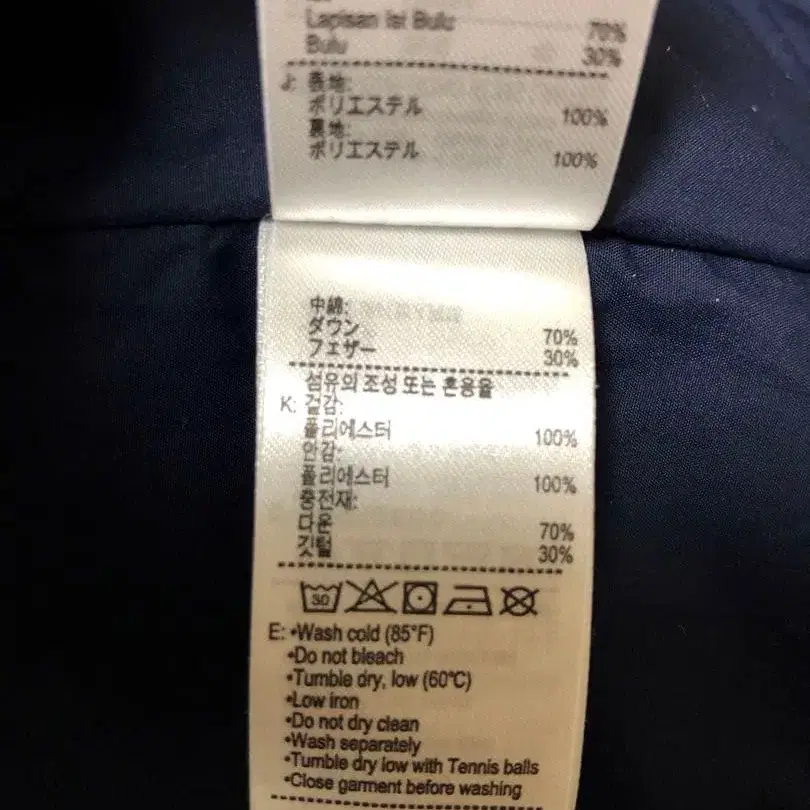 Lapisan Isi Bulu 70%
Bulu 30%
J: 表地:
ポリエステル 100%
裏地:
ポリエステル 100%
中綿:
ダウン 70%
フェザー 30%
섬유의 조성 또는 혼용율
K: 겉감:
폴리에스터 100%
안감:
폴리에스터 100%
충전재:
다운 70%
깃털 30%
30
E: •Wash cold (85°F)
•Do not bleach
•Tumble dry, low (60°C)
•Low iron
•Do not dry clean
•Wash separately
•Tumble dry low with Tennis balls
•Close garment before washing